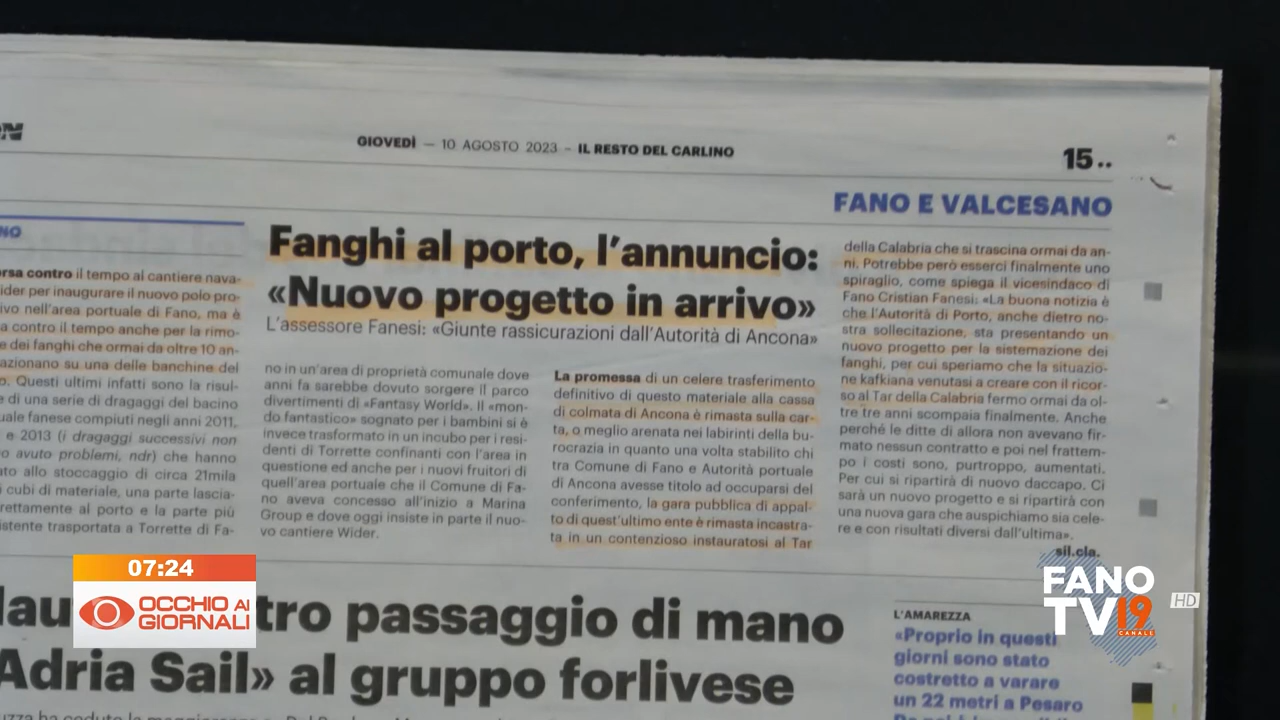 GIOVEDÌ — 10 AGOSTO 2023 – IL RESTO DEL CARLINO
15..
FANO E VALCESANO
Fanghi al porto, l'annuncio:
«Nuovo progetto in arrivo»
L'assessore Fanesi: «Giunte rassicurazioni dall'Autorità di Ancona»
contro il tempo al cantiere nava-
per inaugurare il nuovo polo pro-
nell'area portuale di Fano, ma è
contro il tempo anche per la rimo-
dei fanghi che ormai da oltre 10 an-
su una delle banchine del
Questi ultimi infatti sono la risul-
di una serie di dragaggi del bacino
fanese compiuti negli anni 2011,
e 2013 (i dragaggi successivi non
avuto problemi, ndr) che hanno
allo stoccaggio di circa 21mila
cubi di materiale, una parte lascia-
al porto e la parte più
trasportata a Torrette di Fa-
no in un'area di proprietà comunale dove
anni fa sarebbe dovuto sorgere il parco
divertimenti di «Fantasy World». Il «mon-
do fantastico» sognato per i bambini si è
invece trasformato in un incubo per i resi-
denti di Torrette confinanti con l'area in
questione ed anche per i nuovi fruitori di
quell'area portuale che il Comune di Fa-
no aveva concesso all'inizio a Marina
Group e dove oggi insiste in parte il nuo-
vo cantiere Wider.
La promessa di un celere trasferimento
definitivo di questo materiale alla cassa
di colmata di Ancona è rimasta sulla car-
ta, o meglio arenata nei labirinti della bu-
rocrazia in quanto una volta stabilito chi
tra Comune di Fano e Autorità portuale
di Ancona avesse titolo ad occuparsi del
conferimento, la gara pubblica di appal-
to di quest'ultimo ente è rimasta incastra-
ta in un contenzioso instauratosi al Tar
della Calabria che si trascina ormai da an-
ni. Potrebbe però esserci finalmente uno
spiraglio, come spiega il vicesindaco di
Fano Cristian Fanesi: «La buona notizia è
che l'Autorità di Porto, anche dietro no-
stra sollecitazione, sta presentando un
nuovo progetto per la sistemazione dei
fanghi, per cui speriamo che la situazio-
ne kafkiana venutasi a creare con il ricor-
so al Tar della Calabria fermo ormai da ol-
tre tre anni scompaia finalmente. Anche
perché le ditte di allora non avevano fir-
mato nessun contratto e poi nel frattem-
po i costi sono, purtroppo, aumentati.
Per cui si ripartirà di nuovo daccapo. Ci
sarà un nuovo progetto e si ripartirà con
una nuova gara che auspichiamo sia cele-
re e con risultati diversi dall'ultima».
sil.cla.
passaggio di mano
Adria Sail» al gruppo forlivese
L'AMAREZZA
«Proprio in questi
giorni sono stato
costretto a varare
un 22 metri a Pesaro
07:24
OCCHIO AI
GIORNALI
FANO
TV 19
CANALE
HD